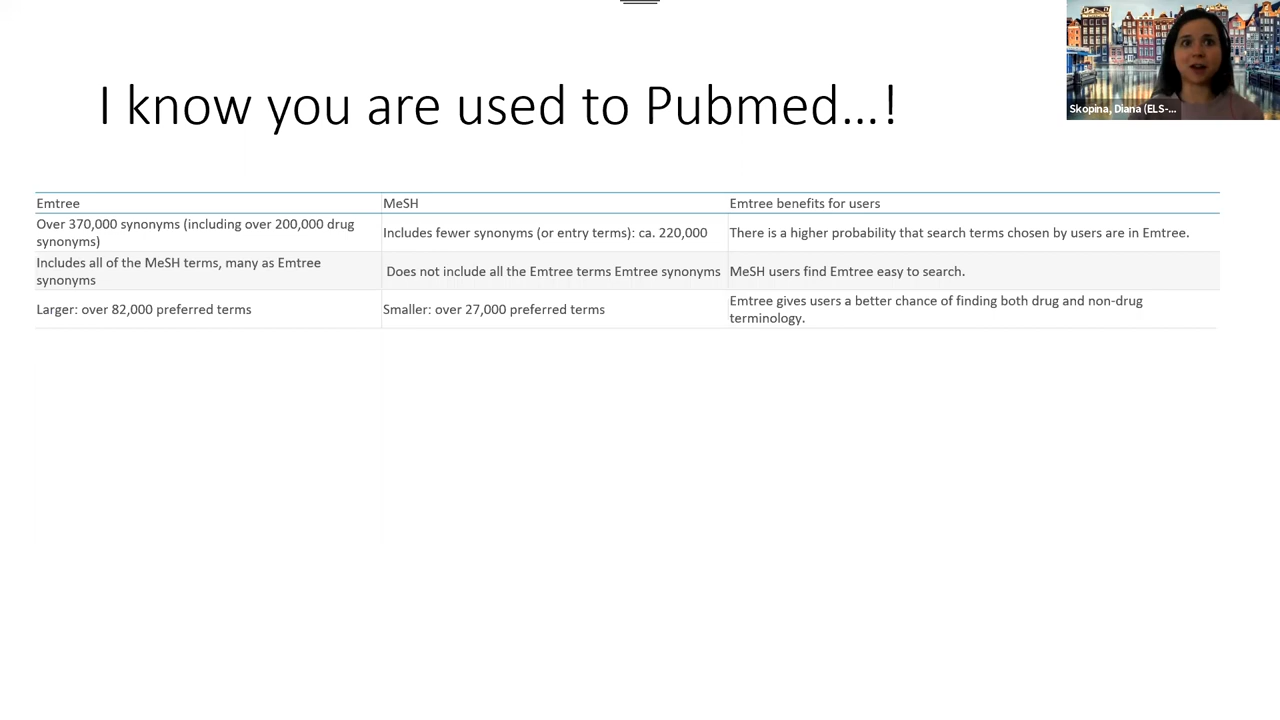 I know you are used to Pubmed...!
Skopina, Diana (ELS-...
Emtree
MeSH
Emtree benefits for users
Over 370,000 synonyms (including over 200,000 drug
synonyms)
Includes fewer synonyms (or entry terms): ca. 220,000
There is a higher probability that search terms chosen by users are in Emtree.
Includes all of the MeSH terms, many as Emtree
synonyms
Does not include all the Emtree terms Emtree synonyms
MeSH users find Emtree easy to search.
Larger: over 82,000 preferred terms
Smaller: over 27,000 preferred terms
Emtree gives users a better chance of finding both drug and non-drug
terminology.